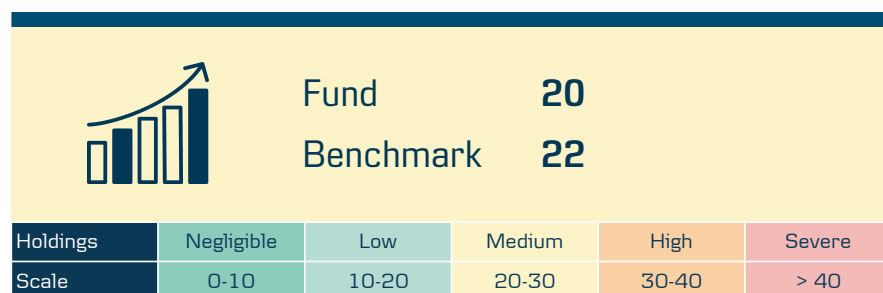 Fund 20
Benchmark 22
Holdings Negligible Low Medium High Severe
Scale 0-10 10-20 20-30 30-40 > 40